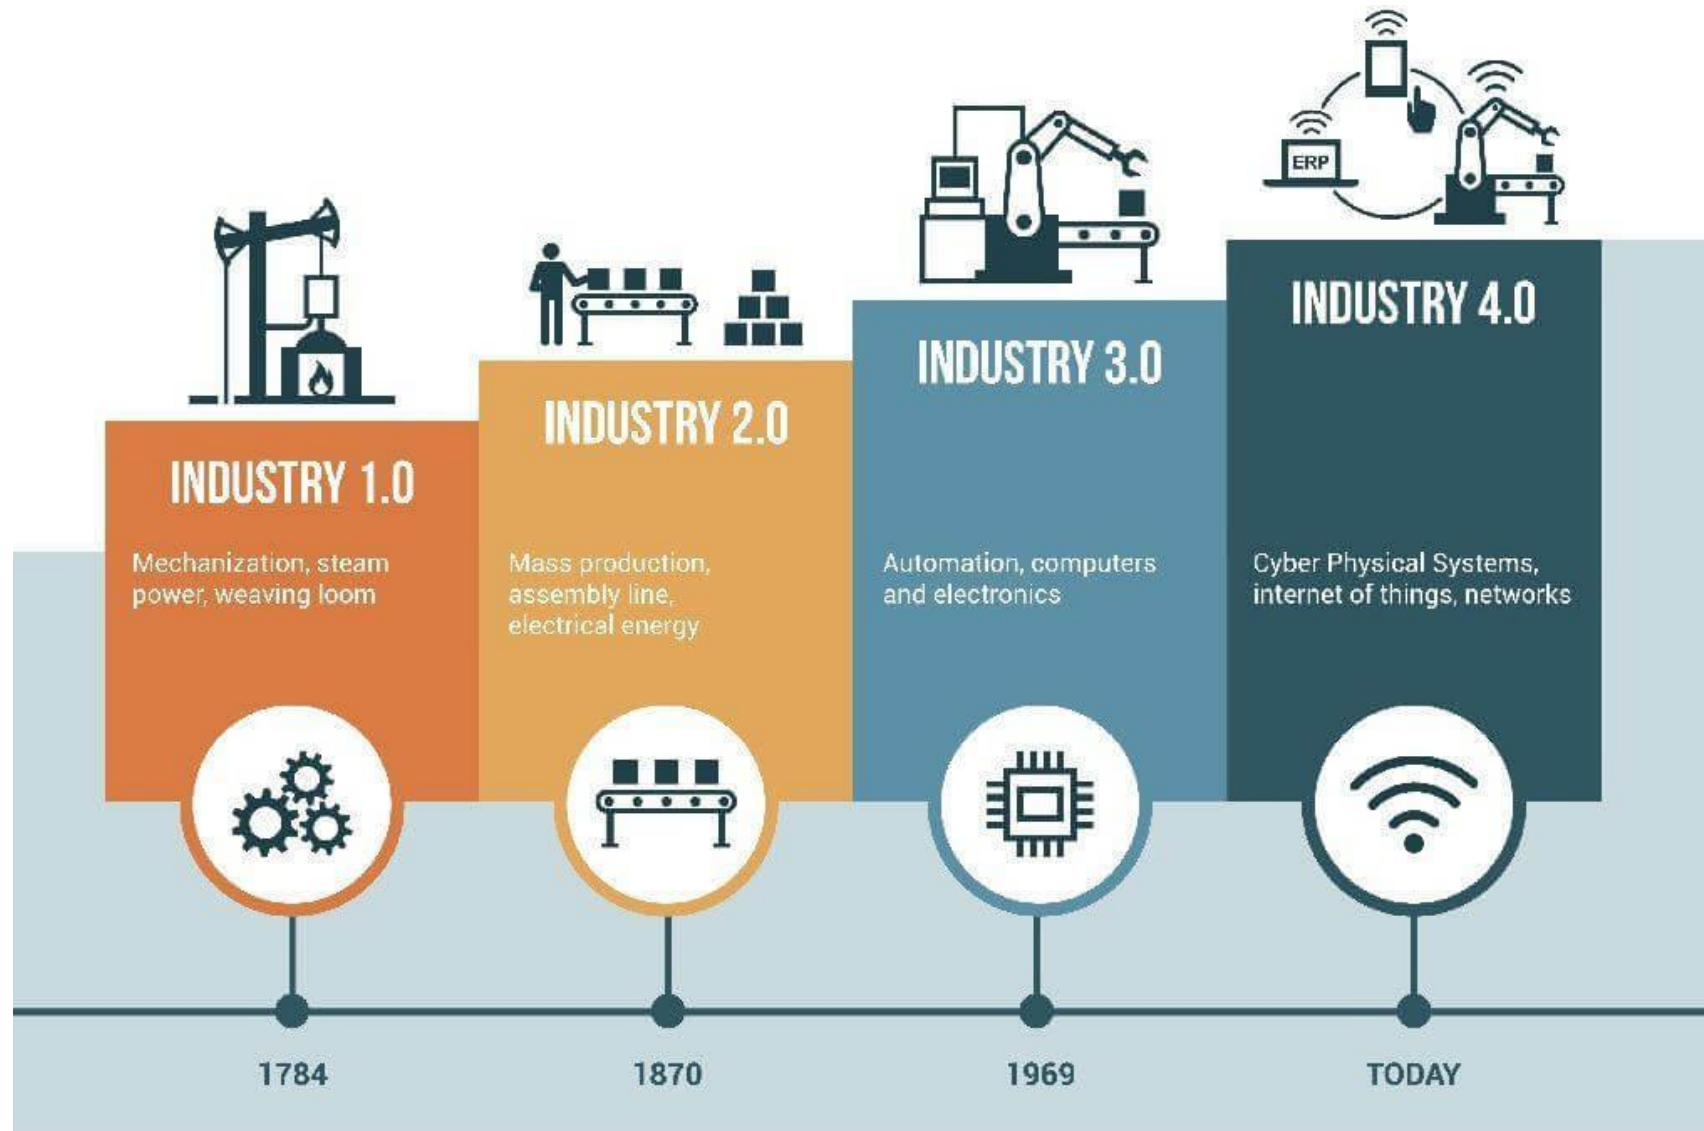 ERP
INDUSTRY 1.0
Mechanization, steam
power, weaving loom
1784
INDUSTRY 2.0
Mass production,
assembly line,
electrical energy
1870
INDUSTRY 3.0
Automation, computers
and electronics
1969
INDUSTRY 4.0
Cyber Physical Systems,
internet of things, networks
TODAY